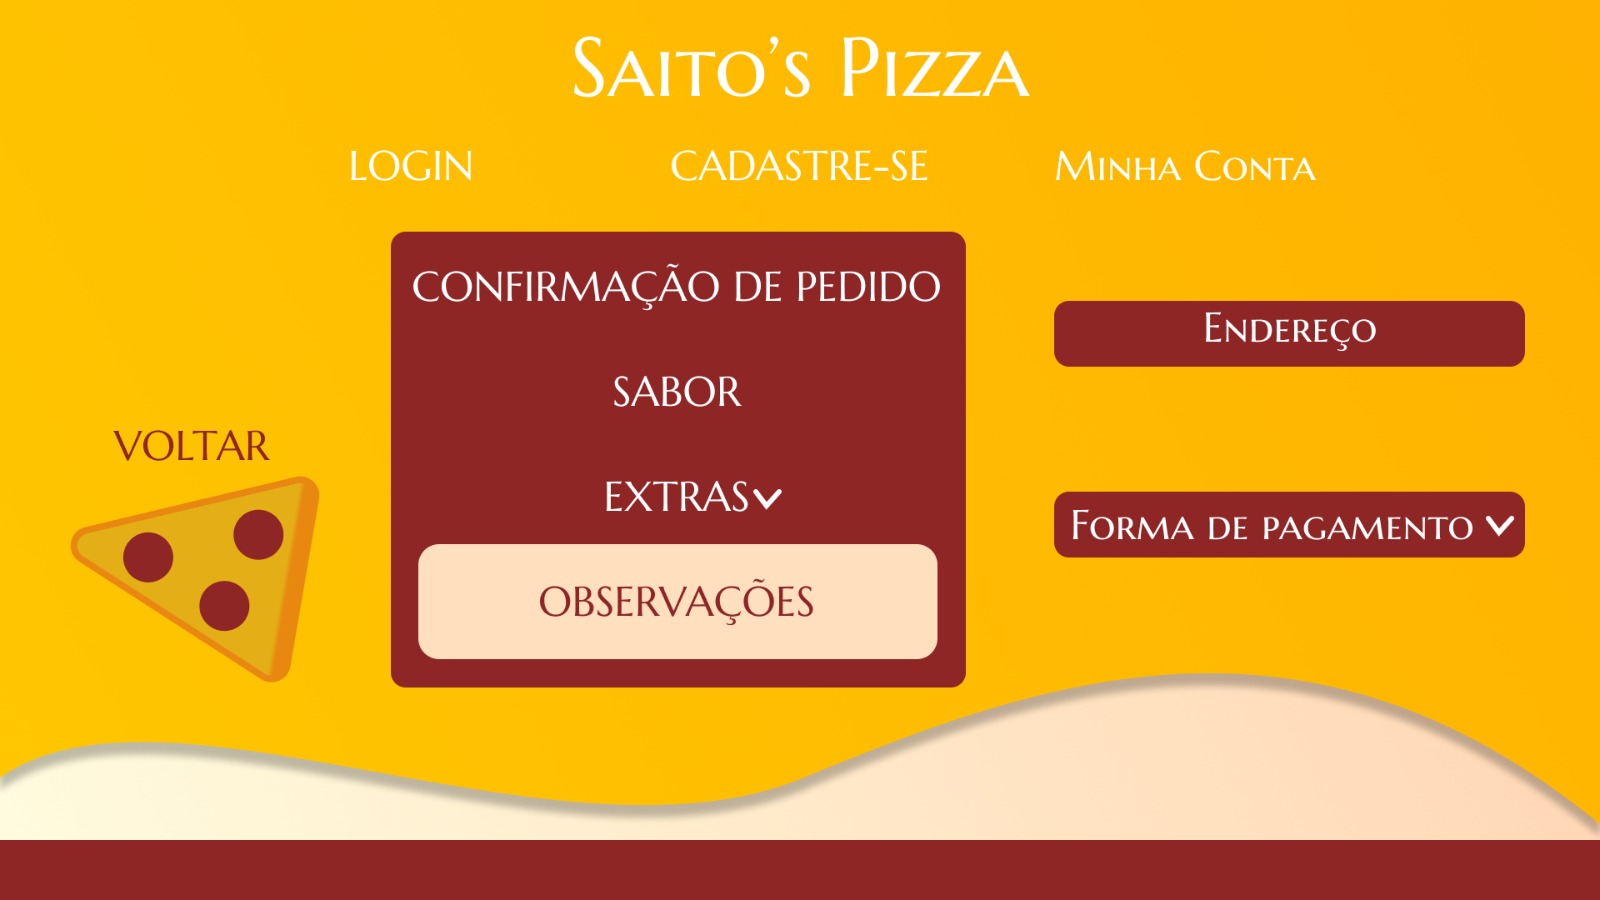 Saito's Pizza
LOGIN
CADASTRE-SE
Minha Conta
CONFIRMAÇÃO DE PEDIDO
SABOR
EXTRAS
OBSERVAÇÕES
Endereço
Forma de pagamento
VOLTAR